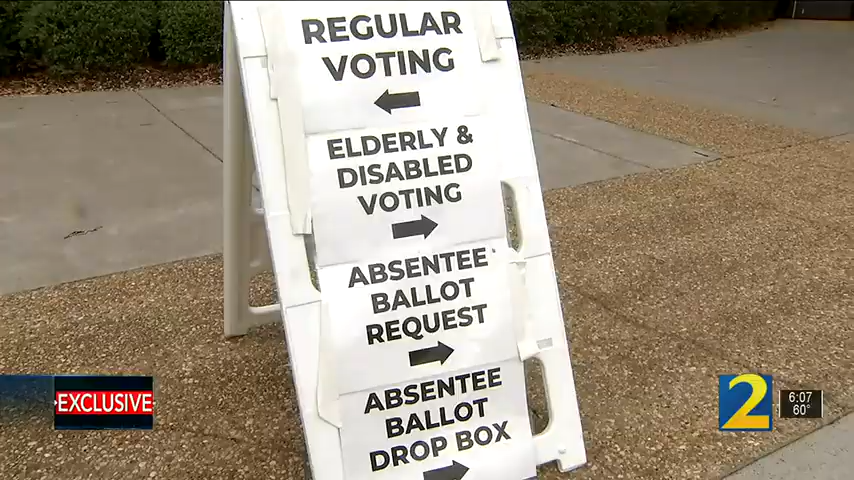 REGULAR
VOTING
ELDERLY &
DISABLED
VOTING
ABSENTEE
BALLOT
REQUEST
ABSENTEE
BALLOT
DROP BOX
EXCLUSIVE
2
6:07
60°